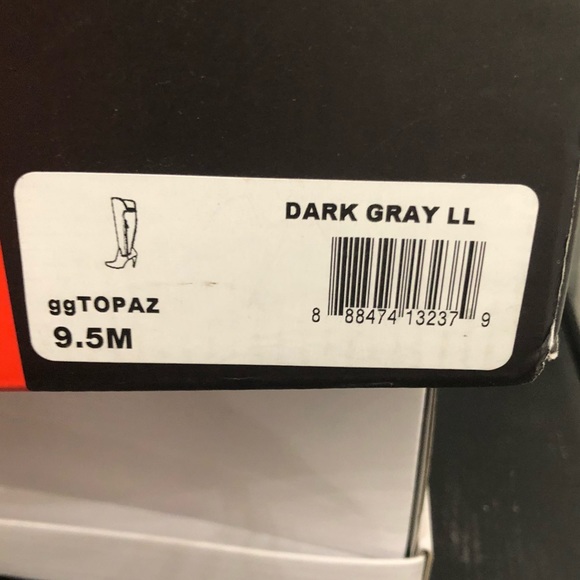 DARK GRAY LL
ggTOPAZ
9.5M
8 88474 13237 9